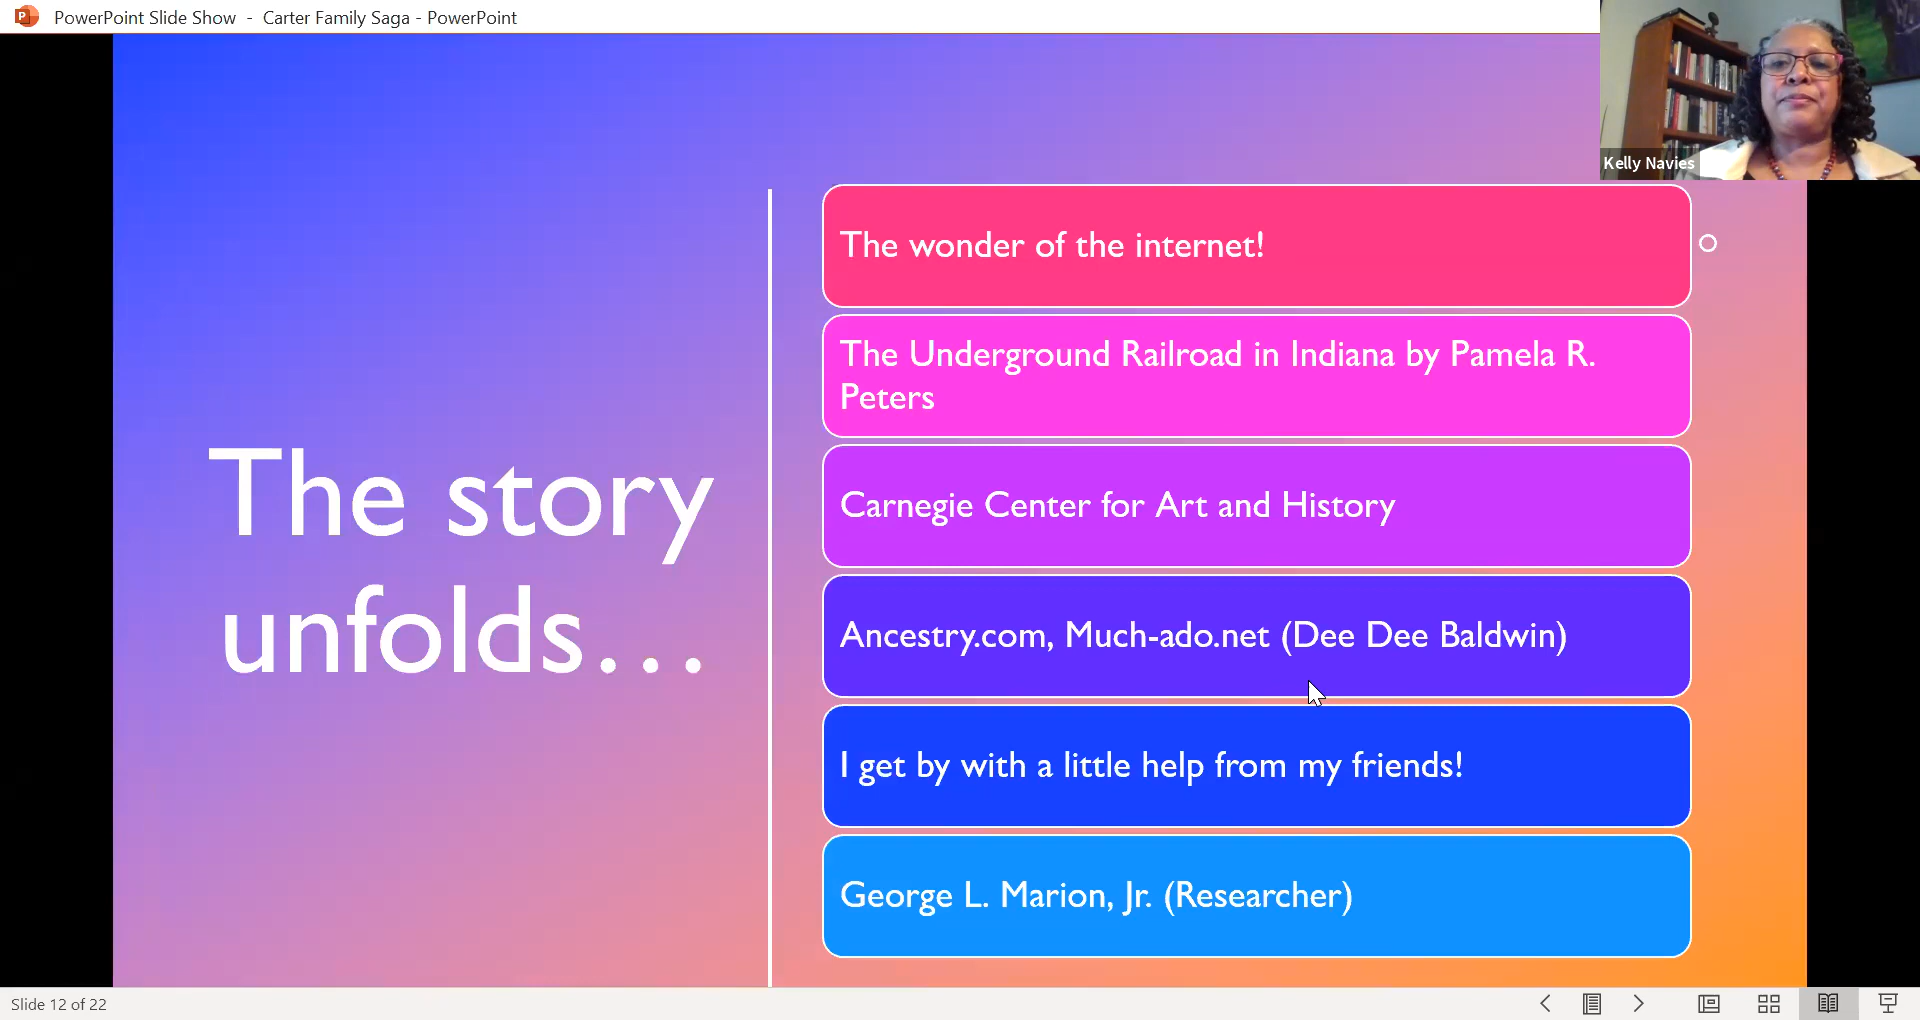 PowerPoint Slide Show - Carter Family Saga - PowerPoint
Kelly Navies
The story
unfolds...
The wonder of the internet!
The Underground Railroad in Indiana by Pamela R.
Peters
Carnegie Center for Art and History
Ancestry.com, Much-ado.net (Dee Dee Baldwin)
I get by with a little help from my friends!
George L. Marion, Jr. (Researcher)
Slide 12 of 22